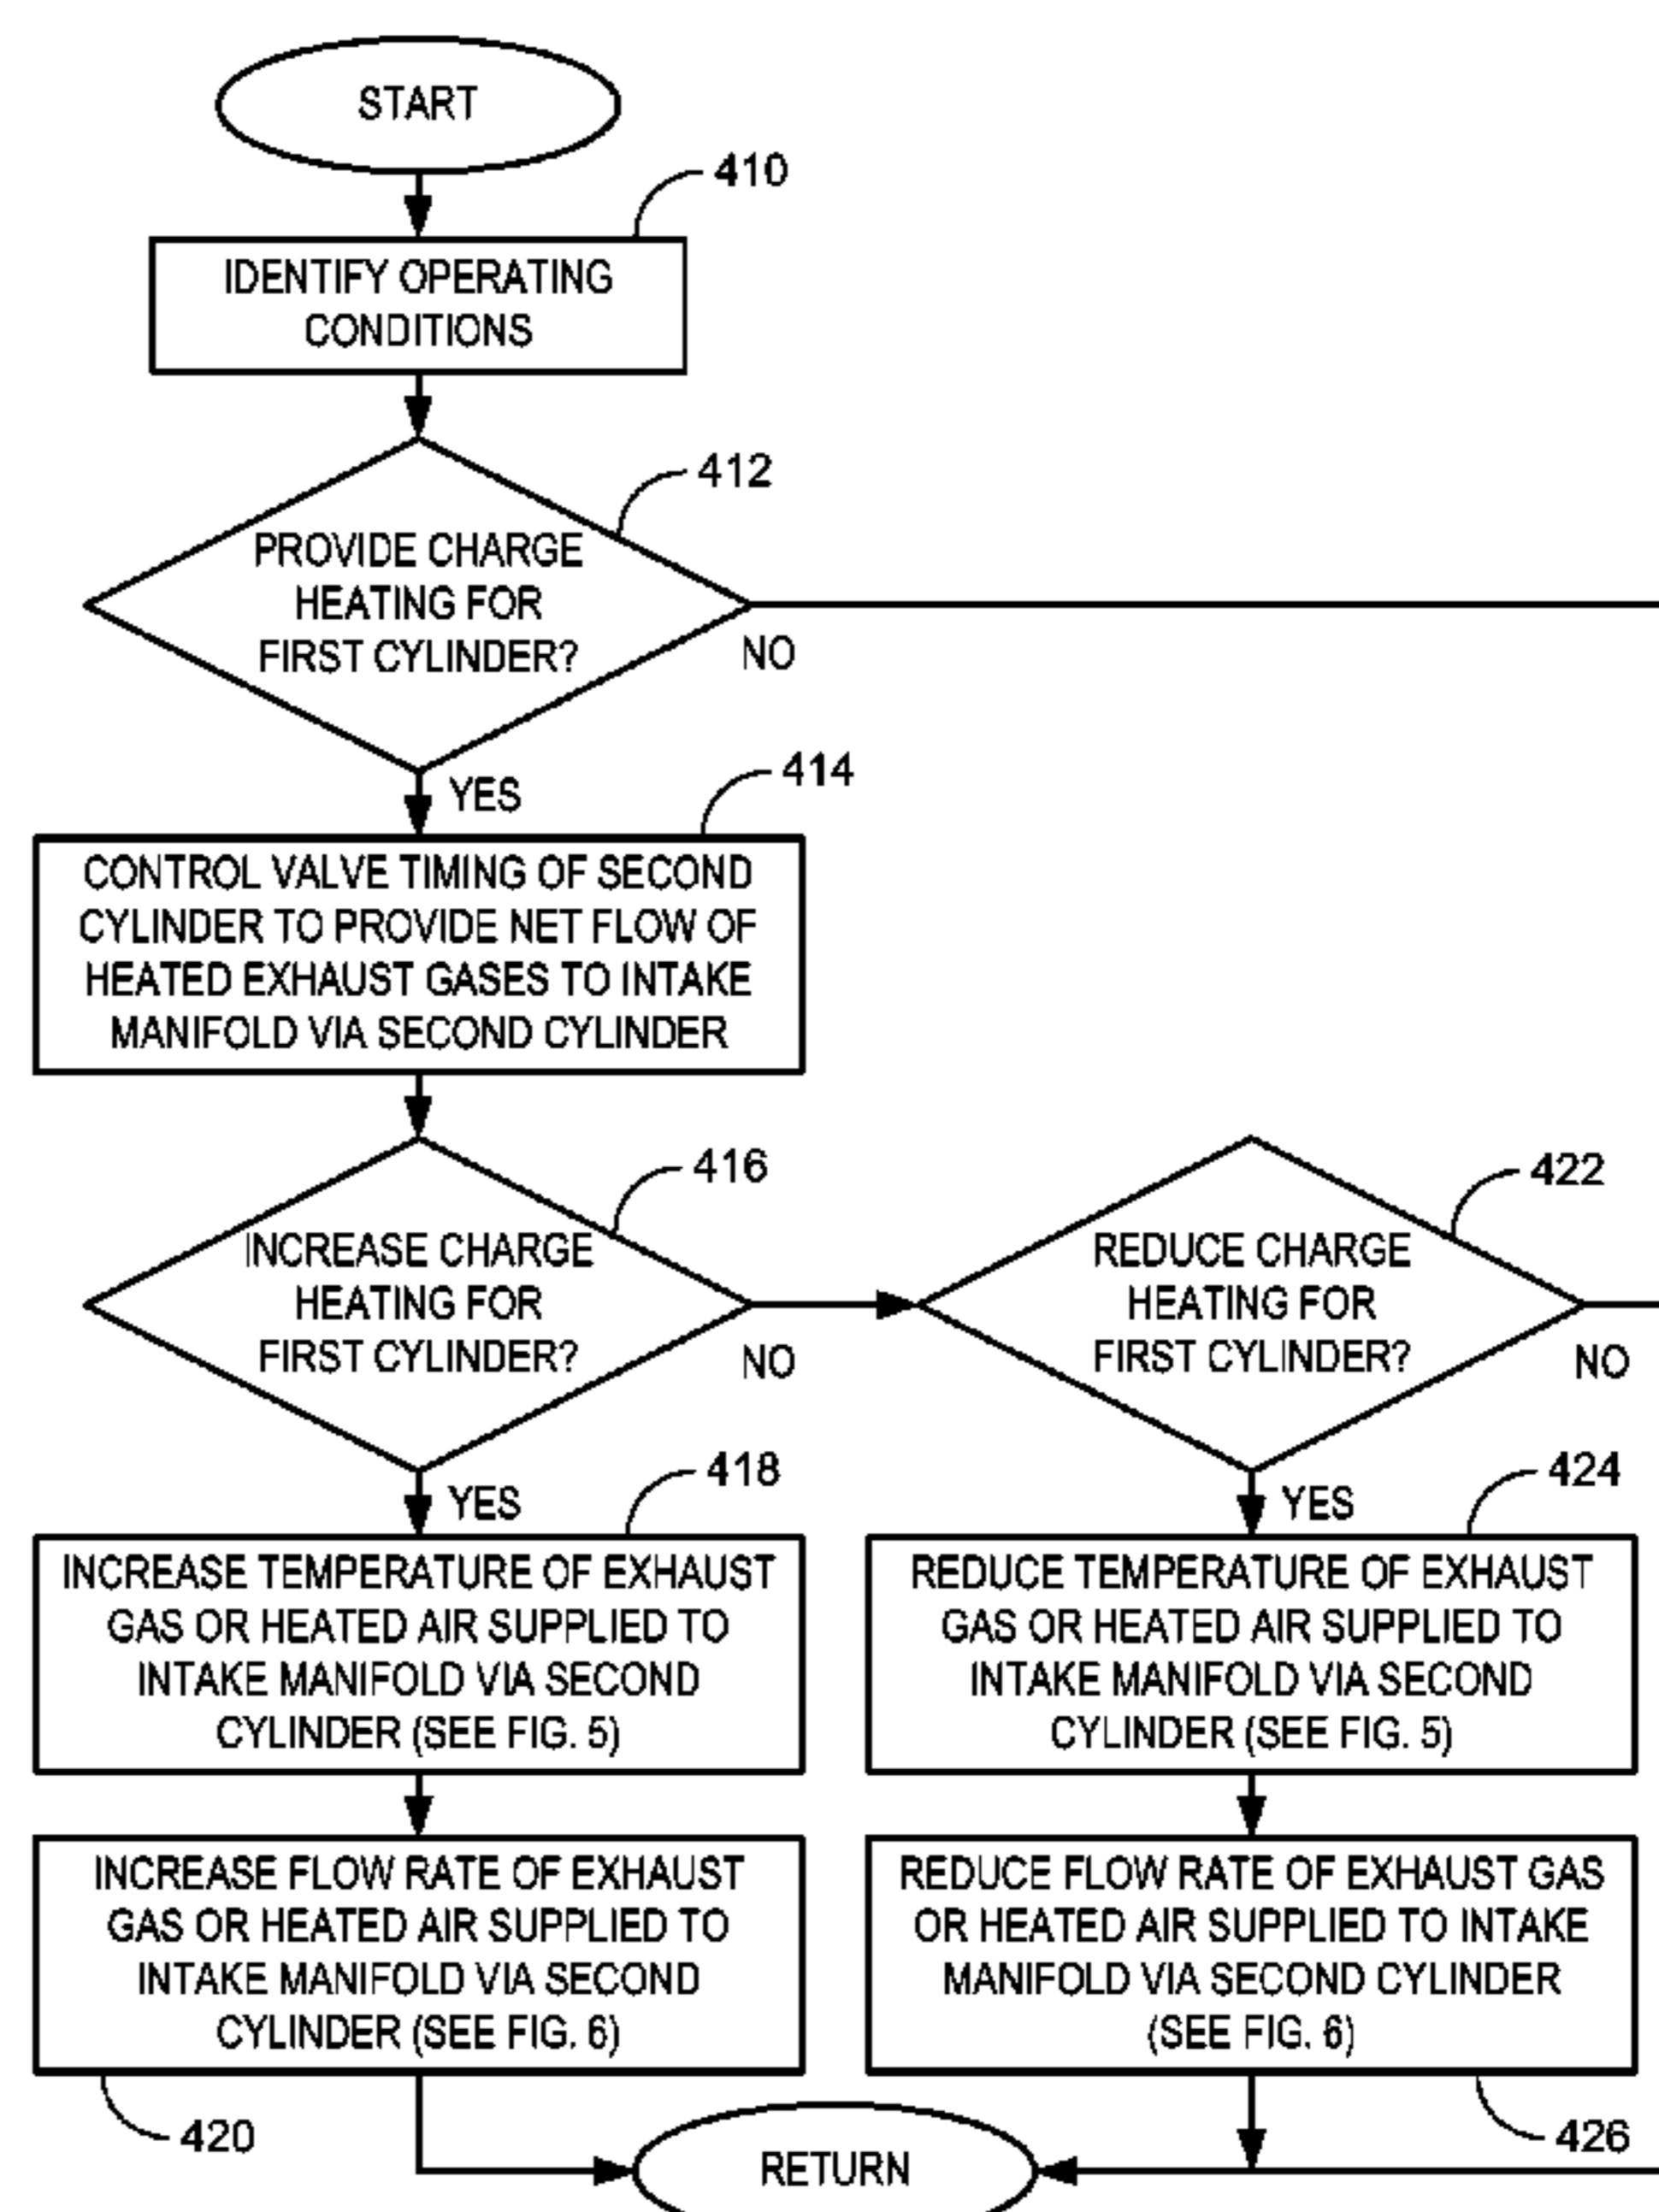 START
410
IDENTIFY OPERATING
CONDITIONS
412
PROVIDE CHARGE
HEATING FOR
FIRST CYLINDER?
NO
YES
414
CONTROL VALVE TIMING OF SECOND
CYLINDER TO PROVIDE NET FLOW OF
HEATED EXHAUST GASES TO INTAKE
MANIFOLD VIA SECOND CYLINDER
416
INCREASE CHARGE
HEATING FOR
FIRST CYLINDER?
NO
YES
422
REDUCE CHARGE
HEATING FOR
FIRST CYLINDER?
NO
YES
418
INCREASE TEMPERATURE OF EXHAUST
GAS OR HEATED AIR SUPPLIED TO
INTAKE MANIFOLD VIA SECOND
CYLINDER (SEE FIG. 5)
424
REDUCE TEMPERATURE OF EXHAUST
GAS OR HEATED AIR SUPPLIED TO
INTAKE MANIFOLD VIA SECOND
CYLINDER (SEE FIG. 5)
INCREASE FLOW RATE OF EXHAUST
GAS OR HEATED AIR SUPPLIED TO
INTAKE MANIFOLD VIA SECOND
CYLINDER (SEE FIG. 6)
420
REDUCE FLOW RATE OF EXHAUST GAS
OR HEATED AIR SUPPLIED TO INTAKE
MANIFOLD VIA SECOND CYLINDER
(SEE FIG. 6)
426
RETURN